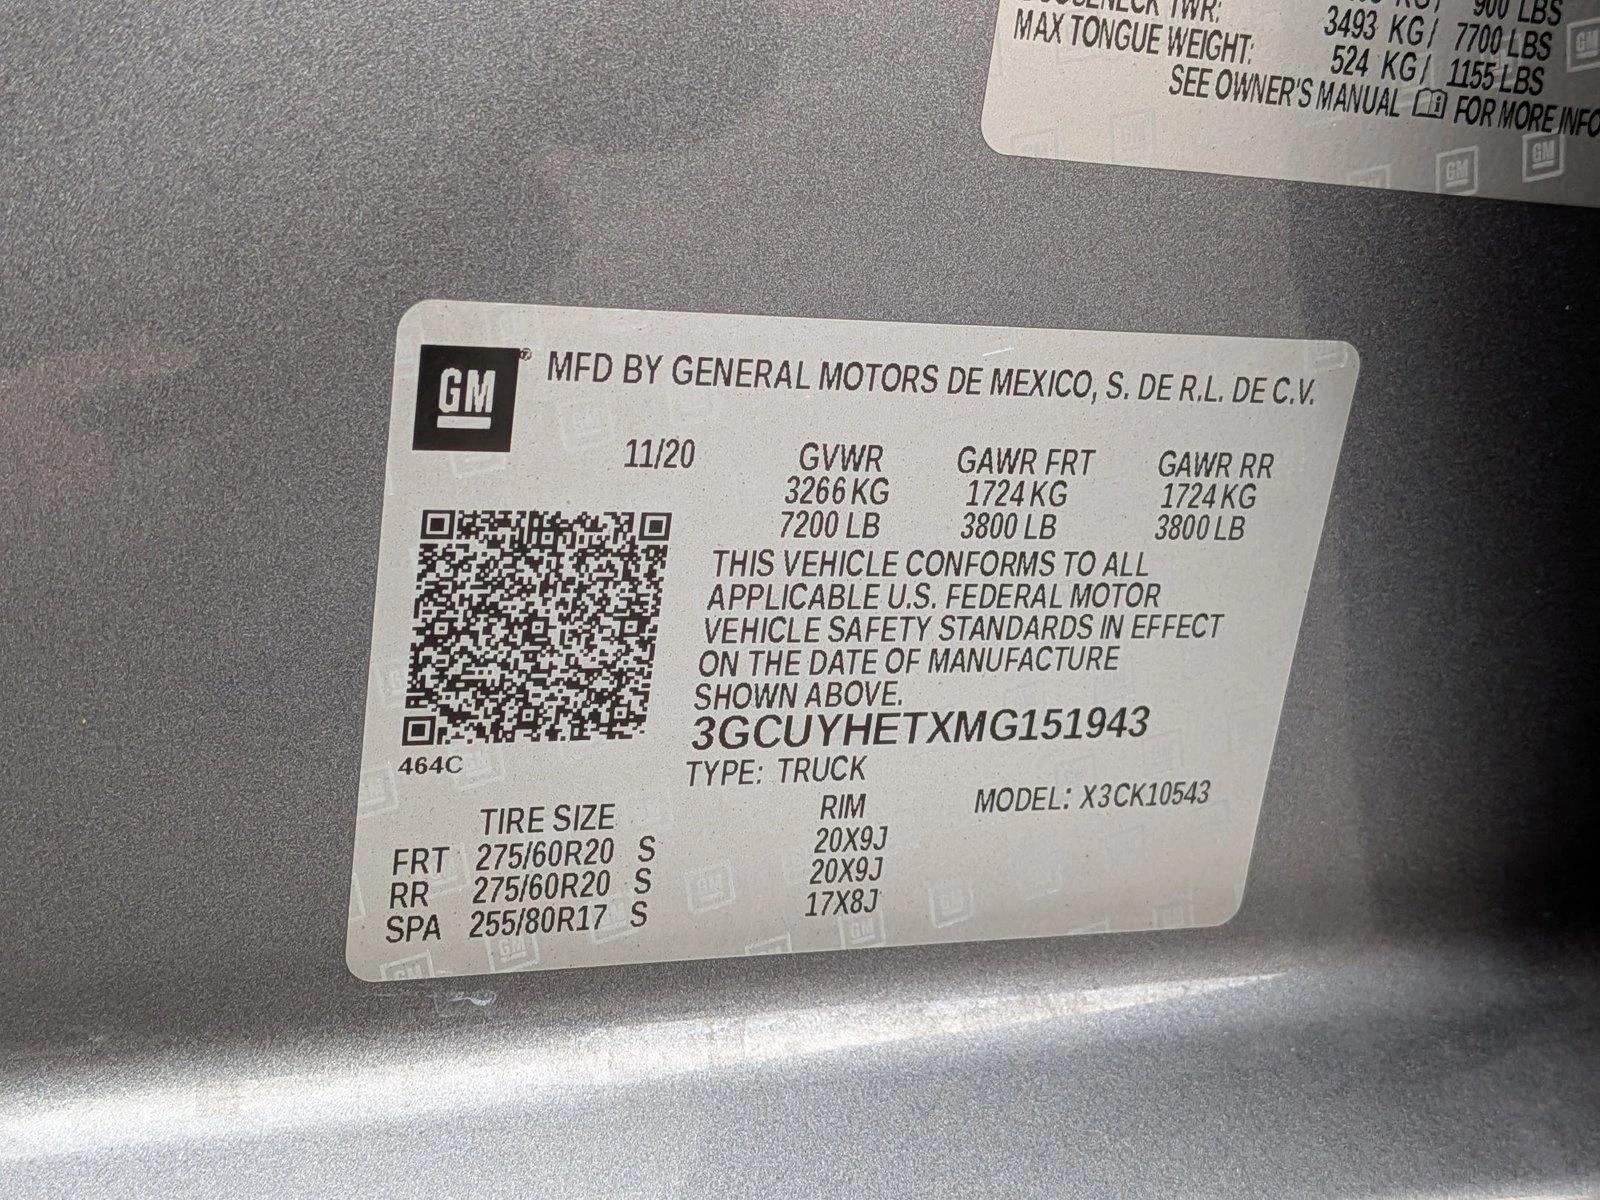 900 LBS
3493 KG/ 7700 LBS
MAX TONGUE WEIGHT: 524 KG/ 1155 LBS
SEE OWNER'S MANUAL FOR MORE INFO
GM ® MFD BY GENERAL MOTORS DE MEXICO, S. DE R.L. DE C.V.
11/20 GVWR GAWR FRT GAWR RR
3266 KG 1724 KG 1724 KG
7200 LB 3800 LB 3800 LB
THIS VEHICLE CONFORMS TO ALL
APPLICABLE U.S. FEDERAL MOTOR
VEHICLE SAFETY STANDARDS IN EFFECT
ON THE DATE OF MANUFACTURE
SHOWN ABOVE.
3GCUYHETXMG151943
464C
TYPE: TRUCK
MODEL: X3CK10543
TIRE SIZE RIM
FRT 275/60R20 S 20X9J
RR 275/60R20 S 20X9J
SPA 255/80R17 S 17X8J